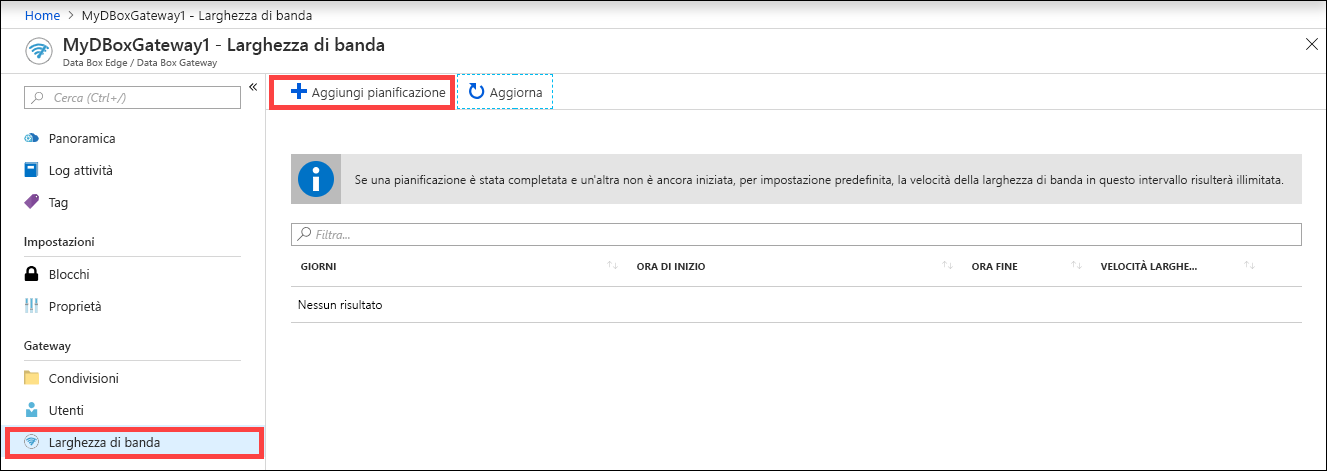 Home > MyDBoxGateway1 - Larghezza di banda
MyDBoxGateway1 - Larghezza di banda
Data Box Edge / Data Box Gateway
Cerca (Ctrl+/)
«
Panoramica
Log attività
Tag
Impostazioni
Blocchi
Proprietà
Gateway
Condivisioni
Utenti
Larghezza di banda
Aggiungi pianificazione
Aggiorna
Se una pianificazione è stata completata e un'altra non è ancora iniziata, per impostazione predefinita, la velocità della larghezza di banda in questo intervallo risulterà illimitata.
Filtra...
GIORNI ORA DI INIZIO ORA FINE VELOCITÀ LARGHE...
Nessun risultato